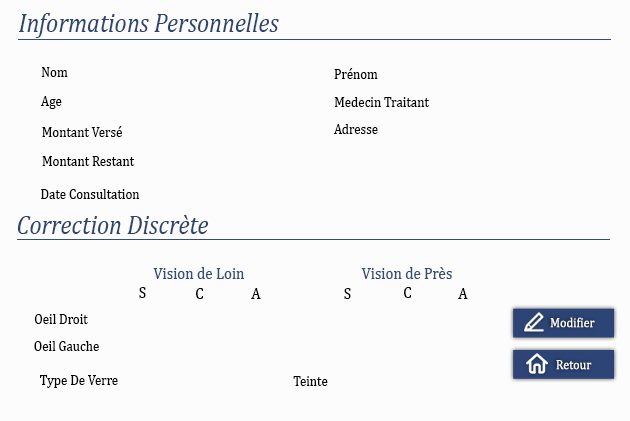 Informations Personnelles
Nom Prénom
Age Medecin Traitant
Montant Versé Adresse
Montant Restant
Date Consultation
Correction Discrète
Vision de Loin Vision de Près
S C A S C A
Oeil Droit
Modifier
Oeil Gauche
Retour
Type De Verre Teinte